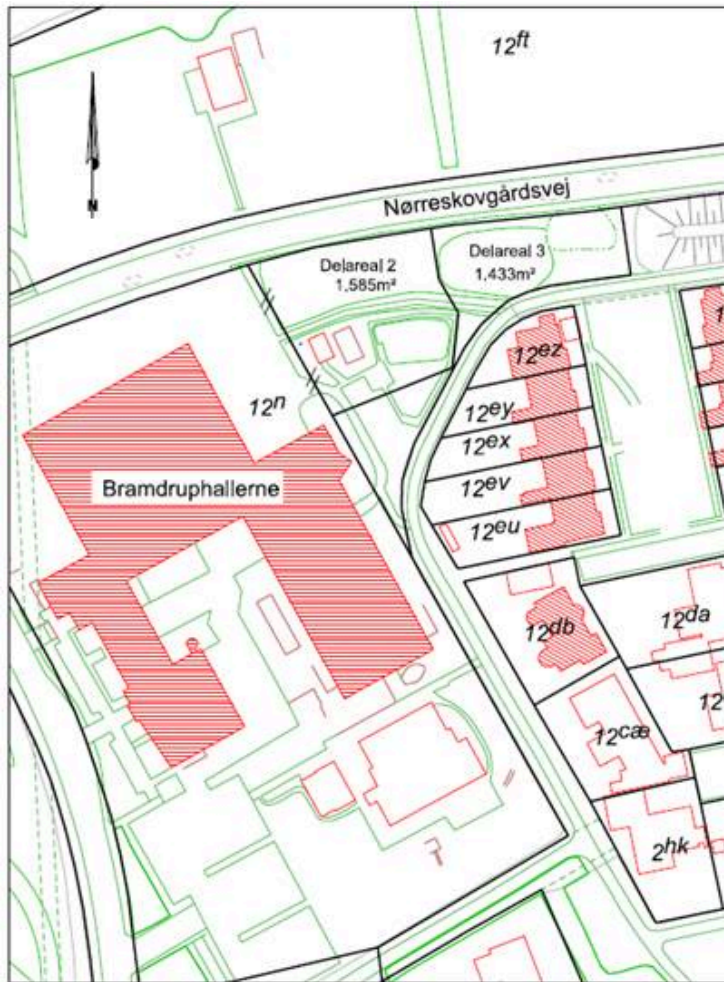 12ft
N
Nørreskovgårdsvej
Delareal 2
1,585m²
Delareal 3
1,433m²
12ez
12n
12ey
12ex
Bramdruphallerne
12ev
12eu
12da
12db
12
12cæ
2hk